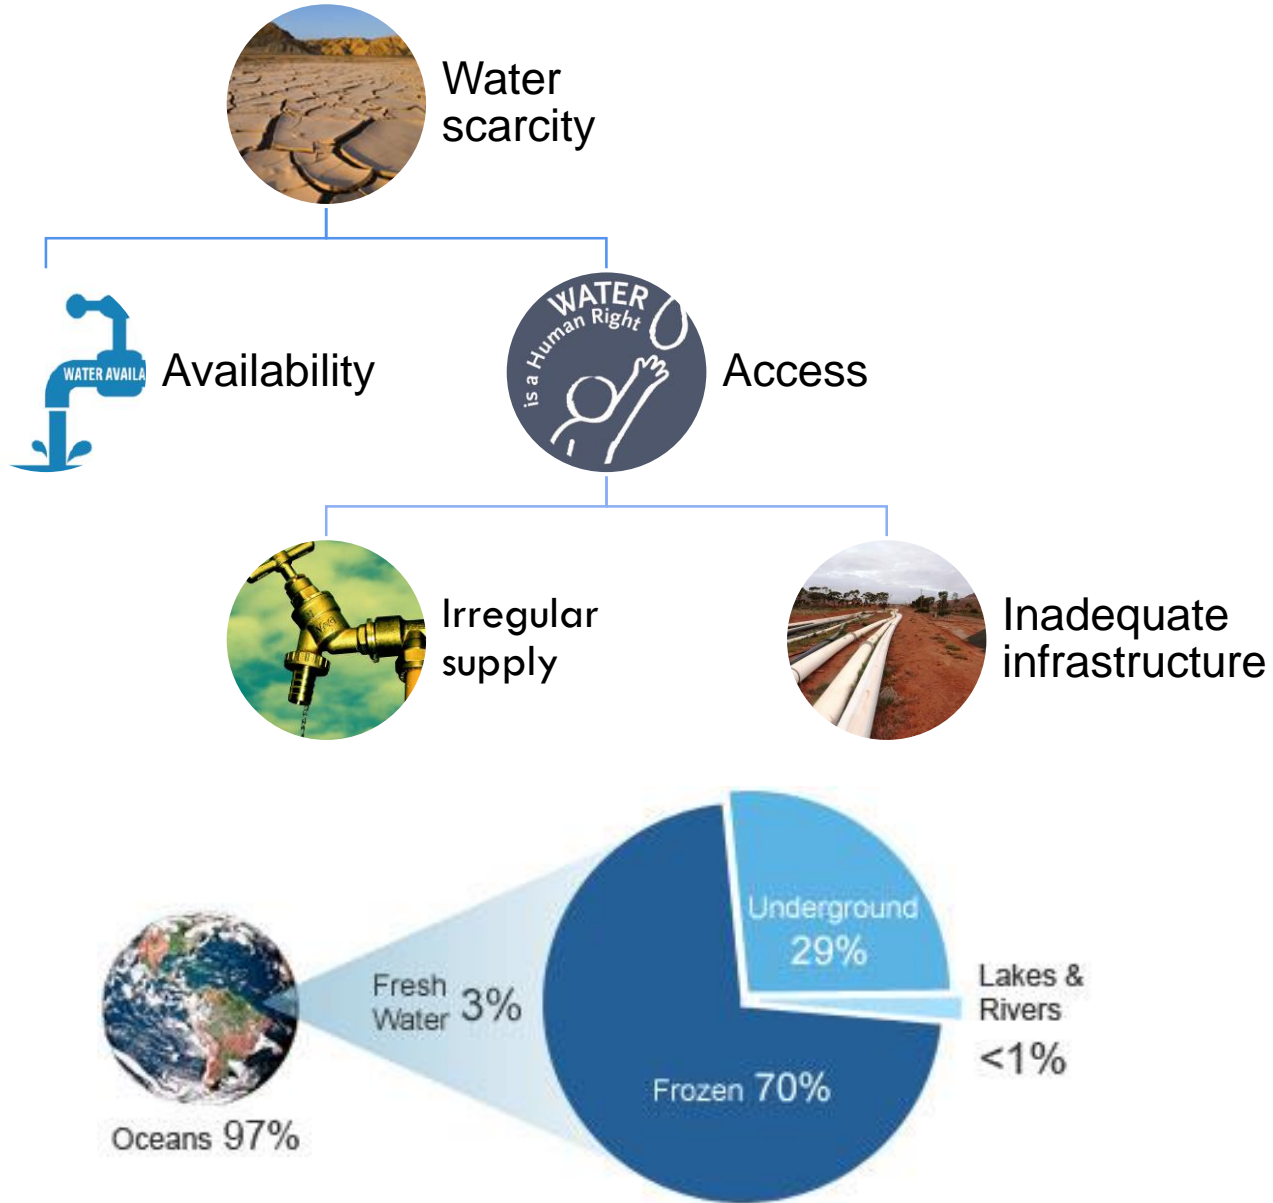 Water
scarcity
WATER AVAILA
Availability
WATER
is a Human Right
Access
Irregular
supply
Inadequate
infrastructure
Underground
29%
Fresh
Water 3%
Lakes &
Rivers
<1%
Frozen 70%
Oceans 97%